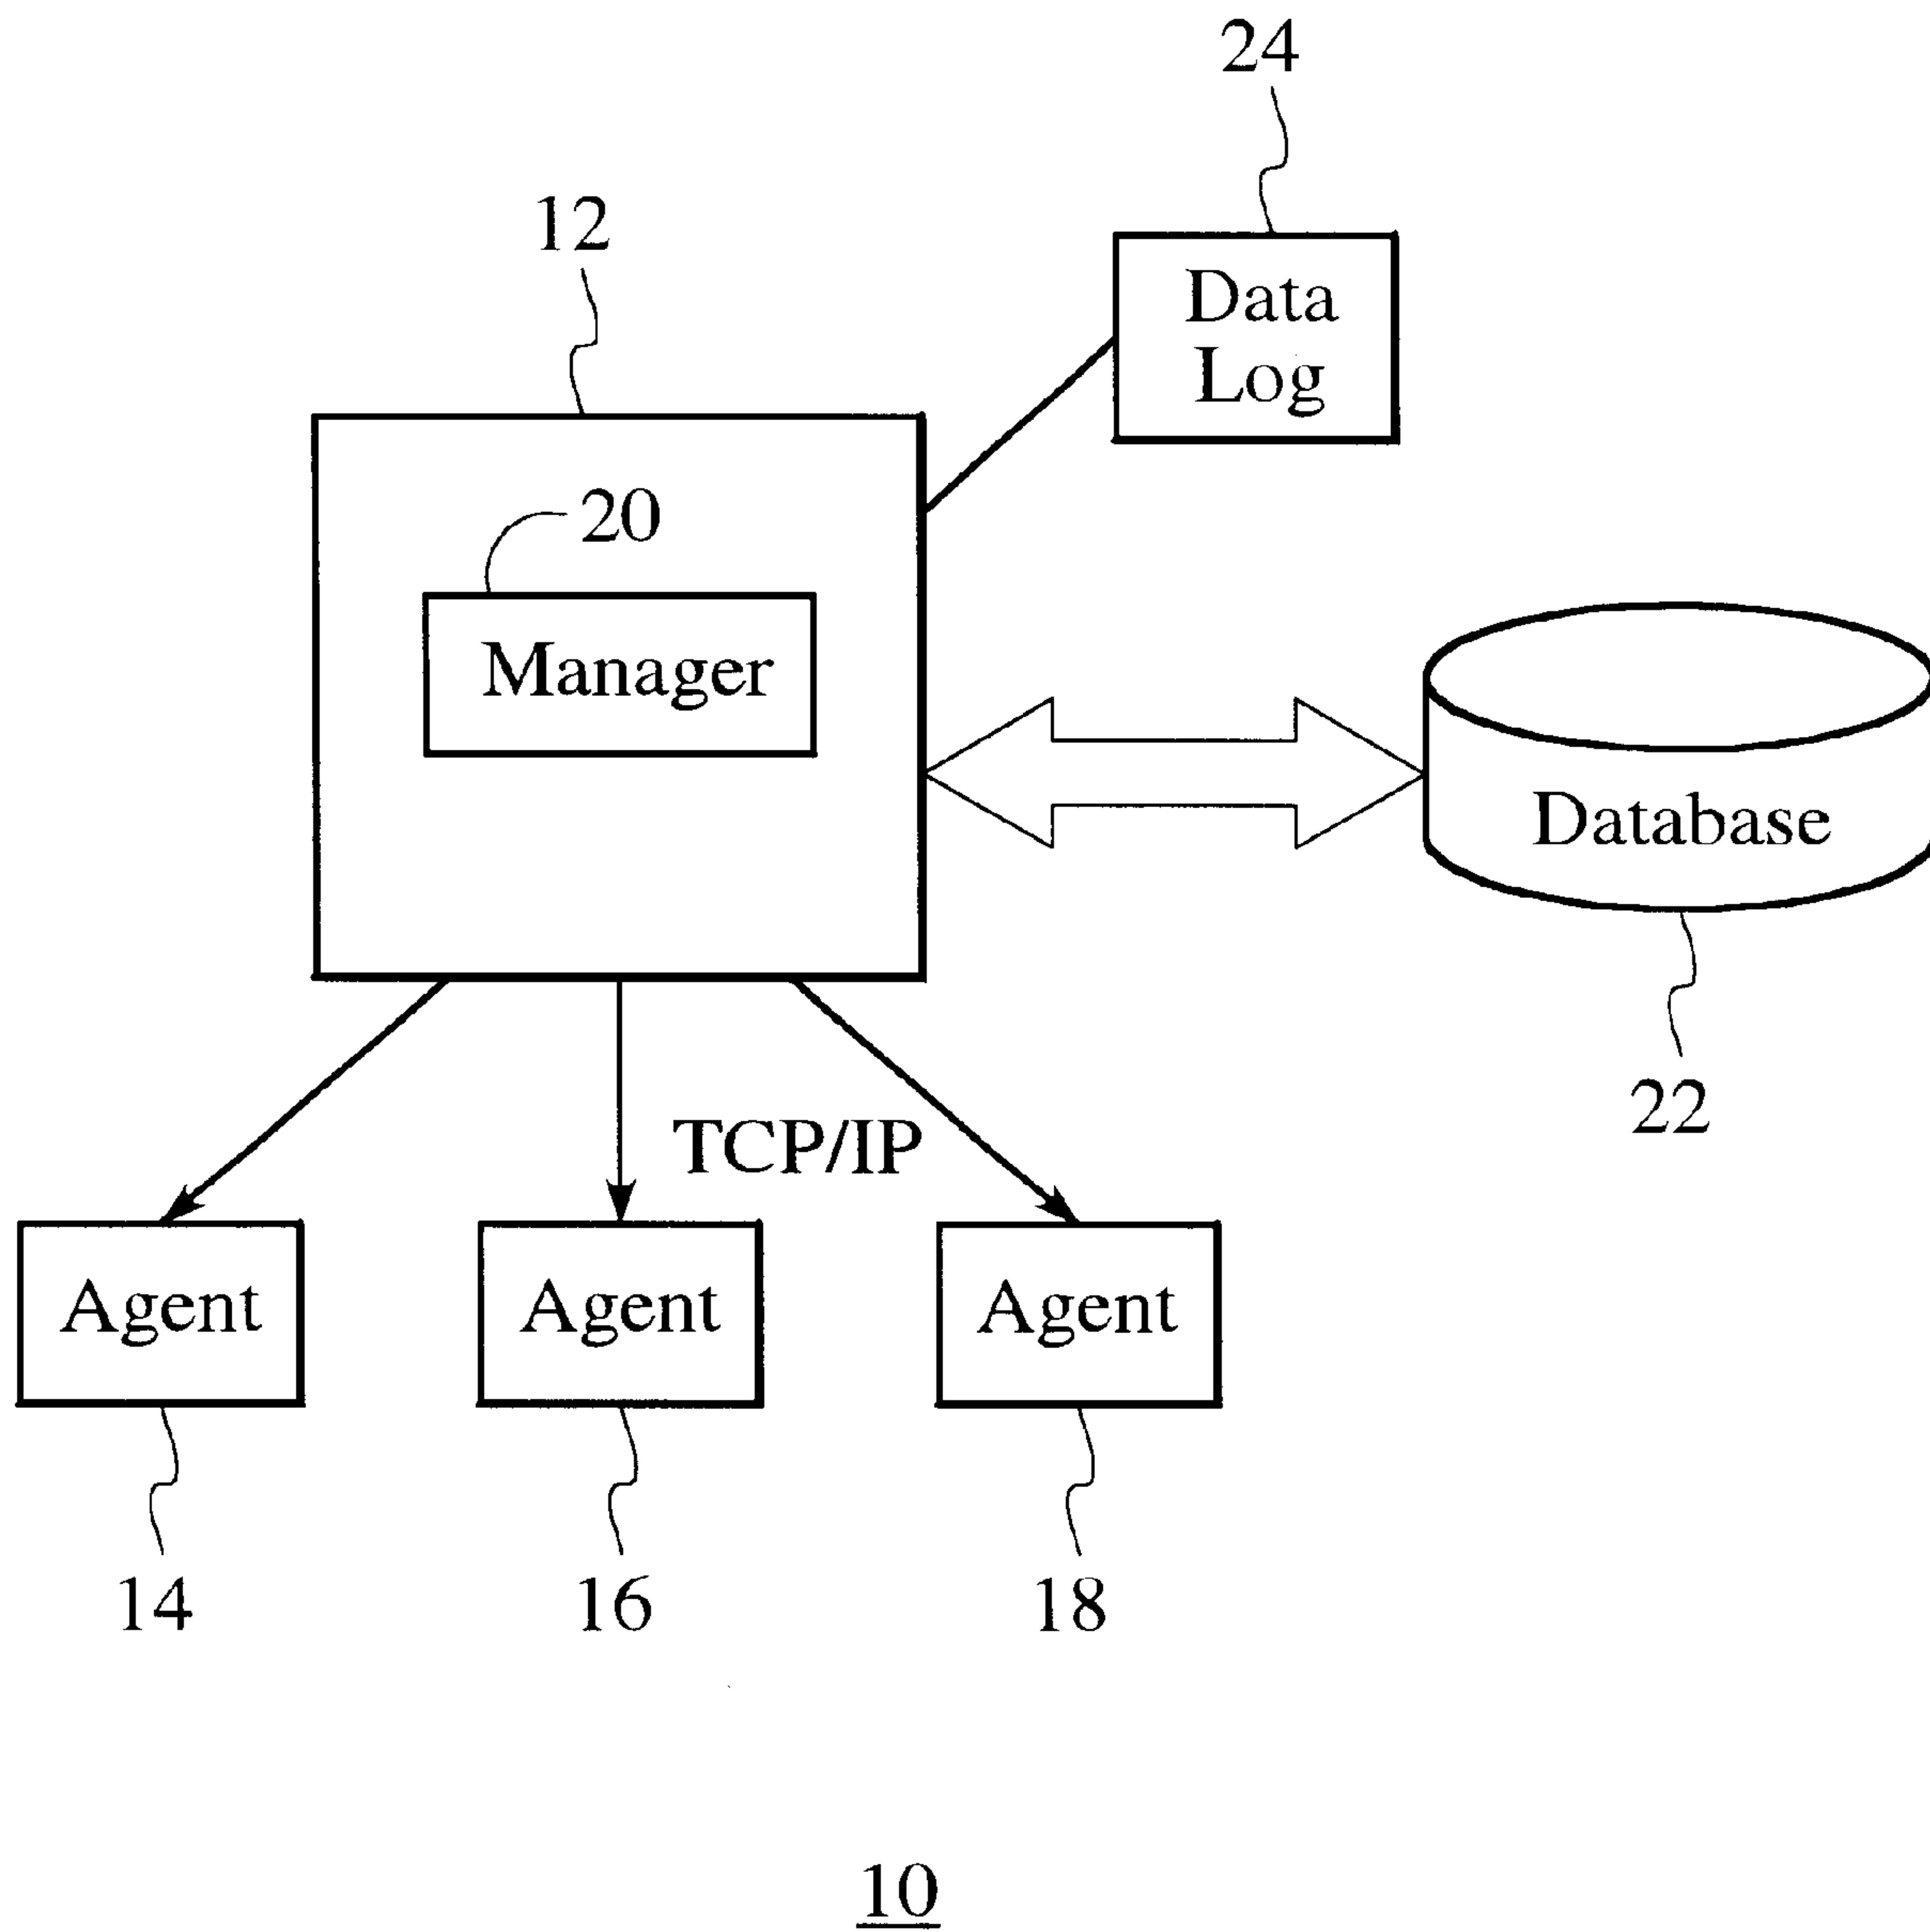 24
12
Data
Log
20
Manager
Database
22
TCP/IP
Agent
Agent
Agent
14
16
18
10